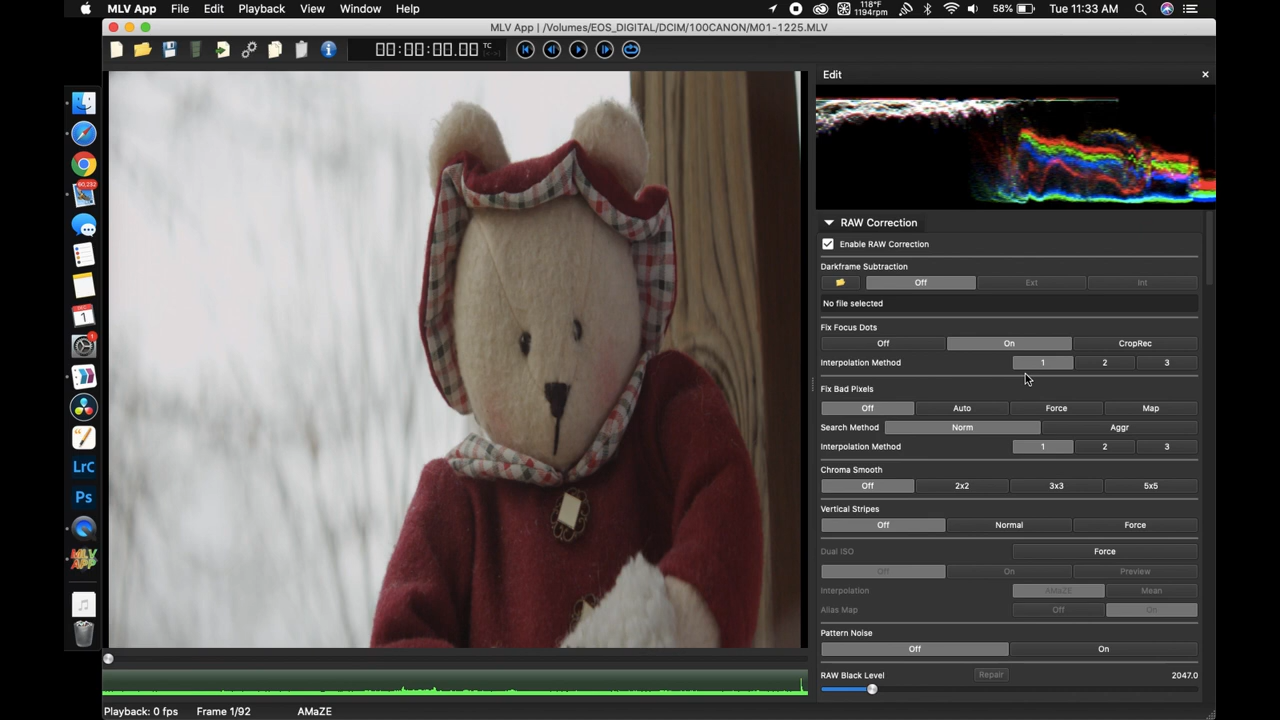 MLV App File Edit Playback View Window Help 118°F 1194rpm 58% Tue 11:33 AM
MLV App | /Volumes/EOS_DIGITAL/DCIM/100CANON/M01-1225.MLV
00:00:00.00 TC
Edit
RAW Correction
Enable RAW Correction
Darkframe Subtraction
Off Ext Int
No file selected
Fix Focus Dots
Off On CropRec
Interpolation Method 1 2 3
Fix Bad Pixels
Off Auto Force Map
Search Method Norm Aggr
Interpolation Method 1 2 3
Chroma Smooth
Off 2x2 3x3 5x5
Vertical Stripes
Off Normal Force
Dual ISO Force
Off On Preview
Interpolation AMaZE Mean
Alias Map Off On
Pattern Noise
Off On
RAW Black Level Repair 2047.0
LrC
Ps
MLV
APP
Playback: 0 fps Frame 1/92 AMaZE